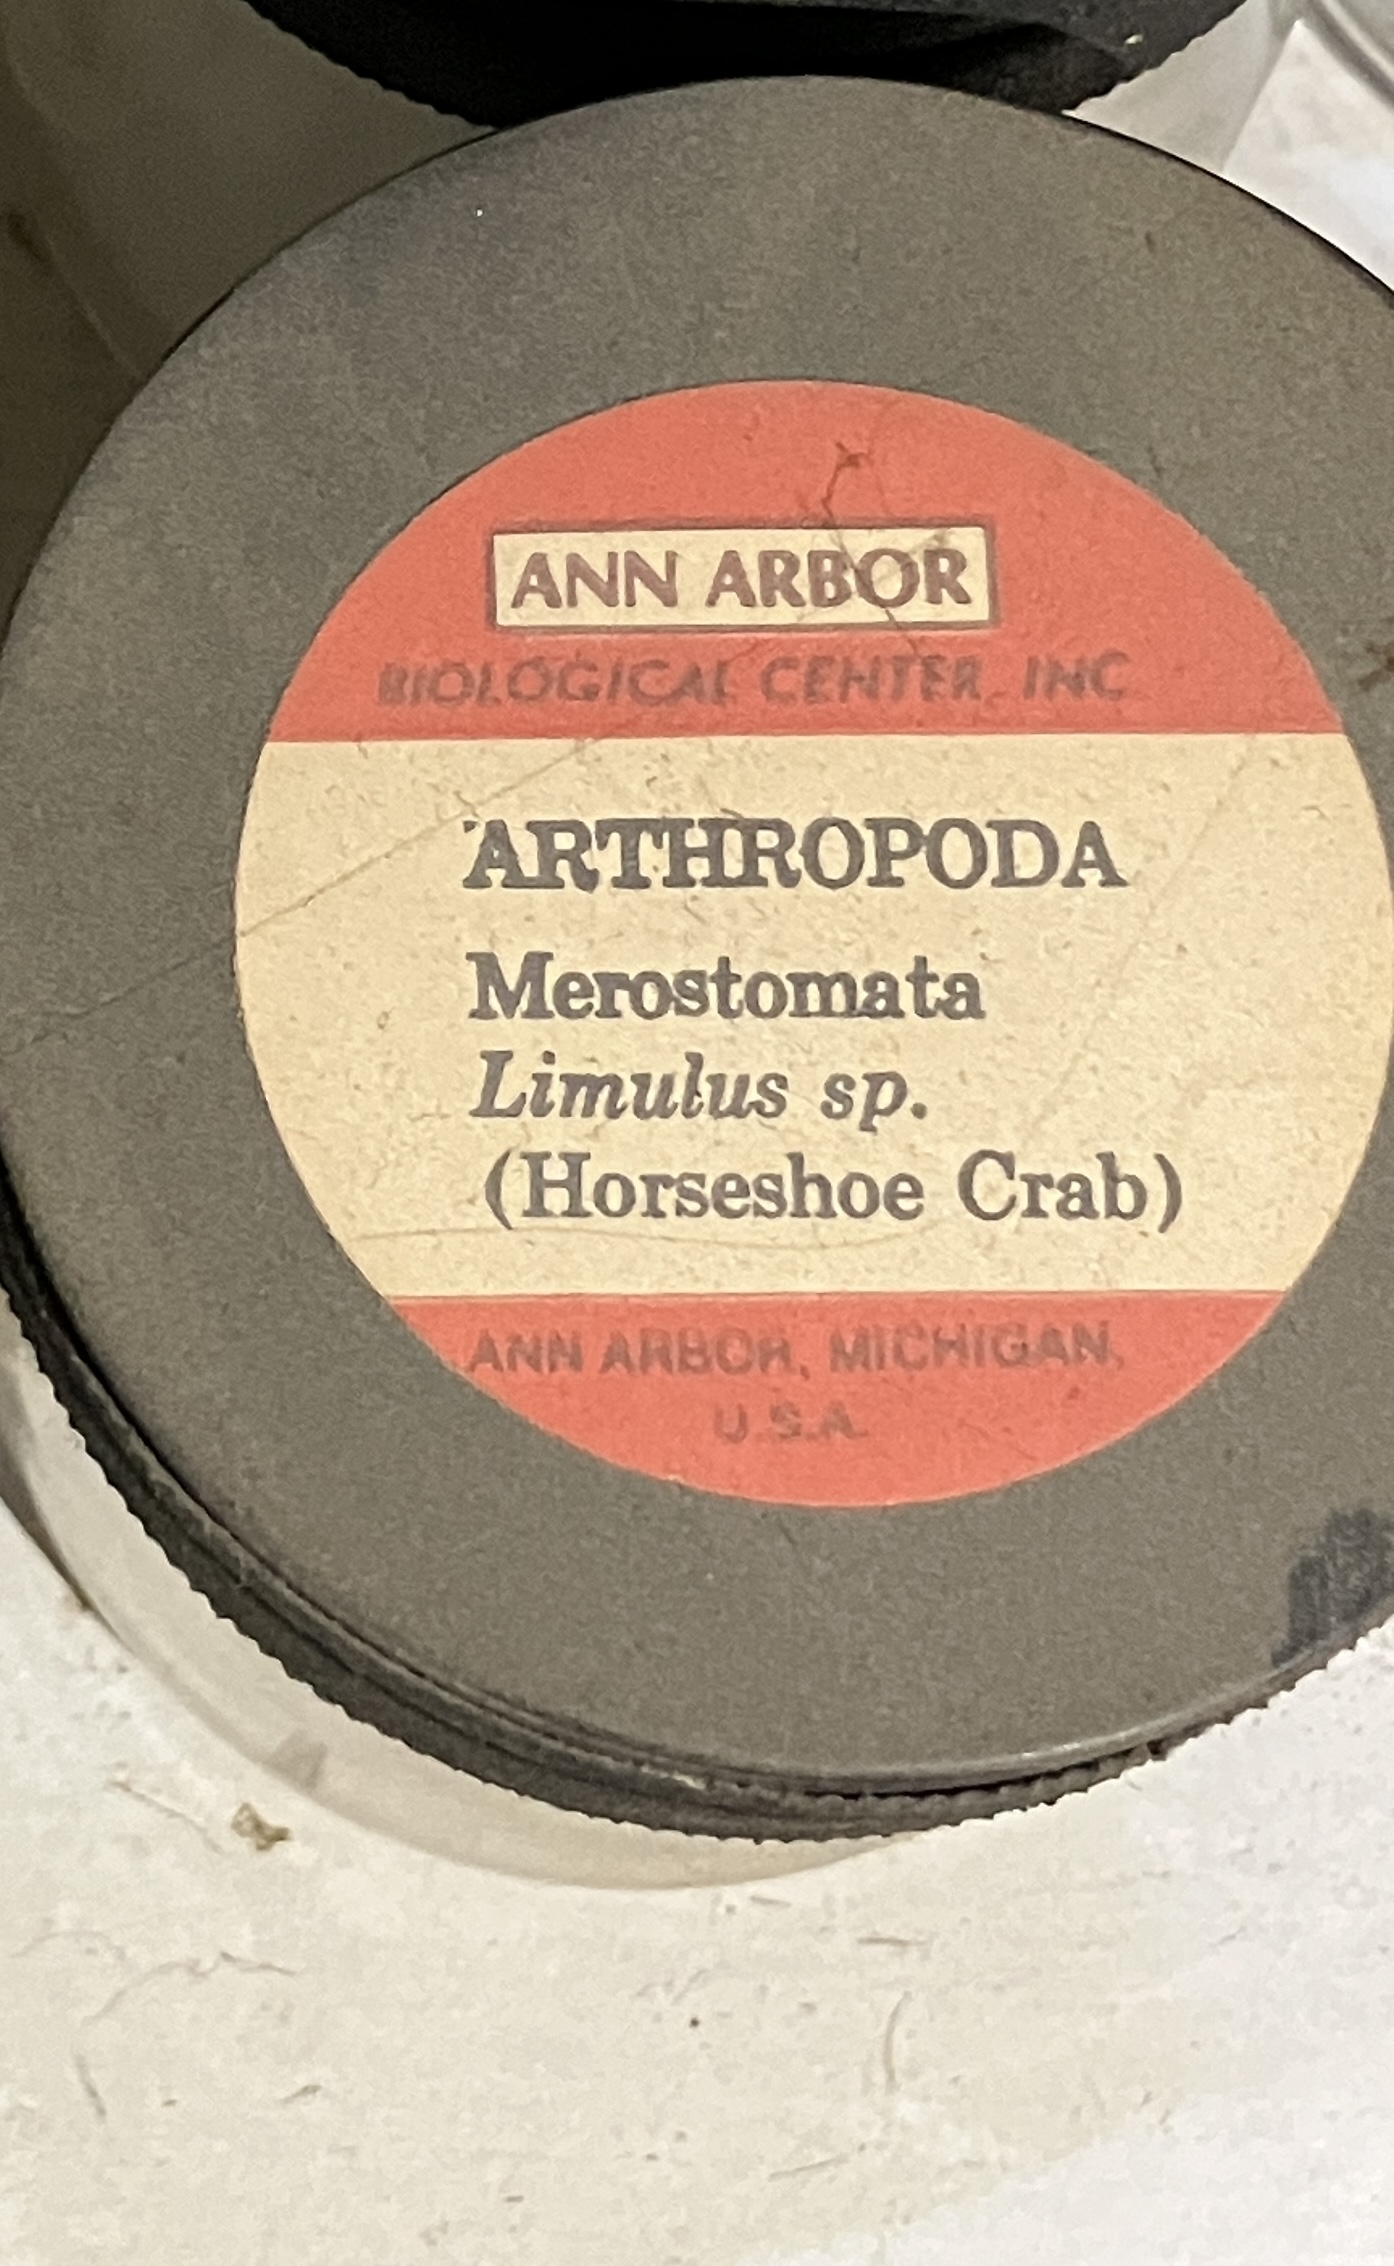 ANN ARBOR
BIOLOGICAL CENTER, INC
ARTHROPODA
Merostomata
Limulus sp.
(Horseshoe Crab)
ANN ARBOR, MICHIGAN,
U.S.A.